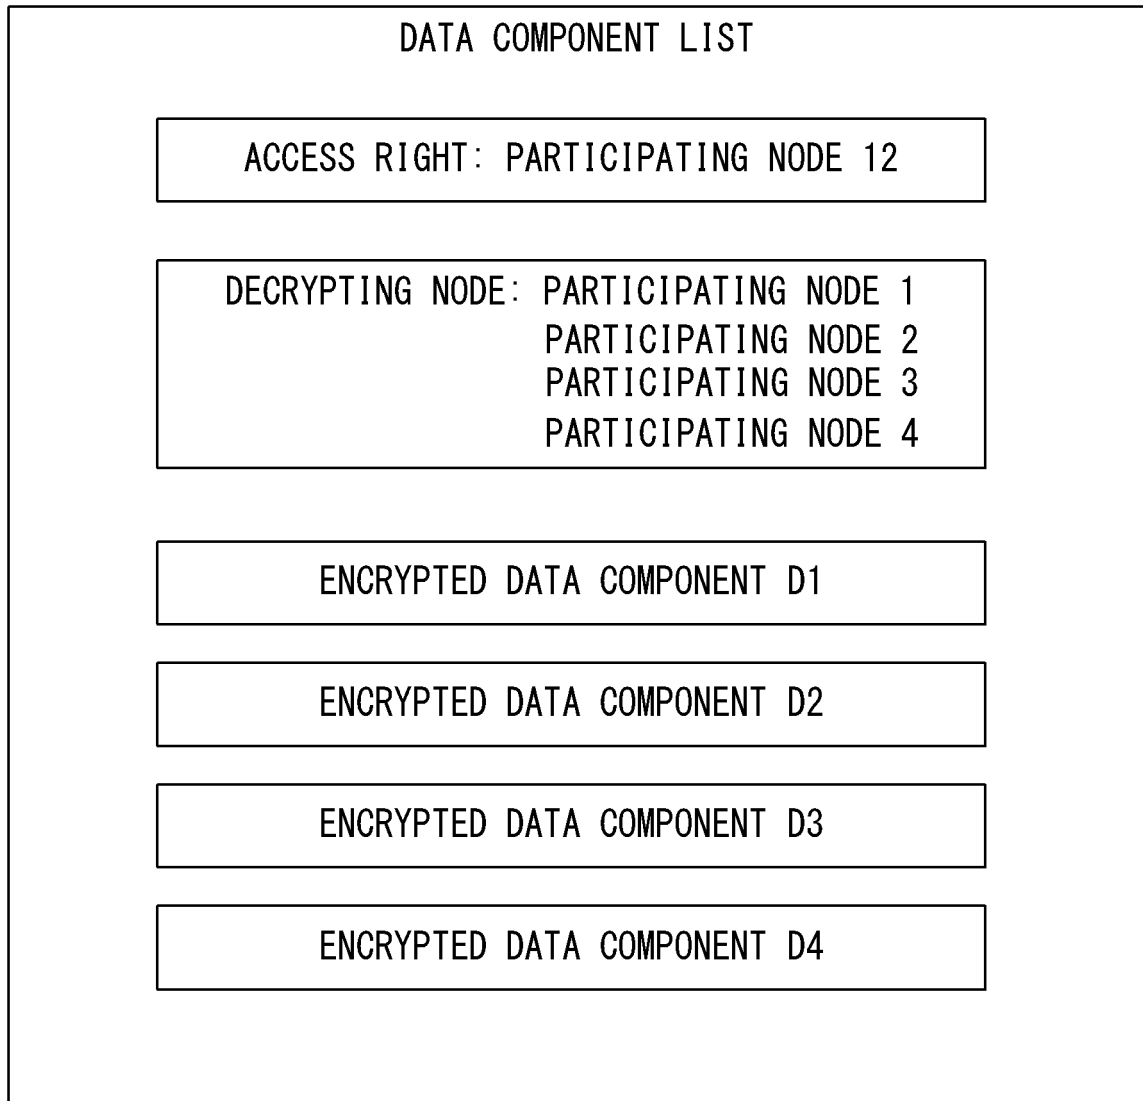 DATA COMPONENT LIST
ACCESS RIGHT: PARTICIPATING NODE 12
DECRYPTING NODE: PARTICIPATING NODE 1
PARTICIPATING NODE 2
PARTICIPATING NODE 3
PARTICIPATING NODE 4
ENCRYPTED DATA COMPONENT D1
ENCRYPTED DATA COMPONENT D2
ENCRYPTED DATA COMPONENT D3
ENCRYPTED DATA COMPONENT D4